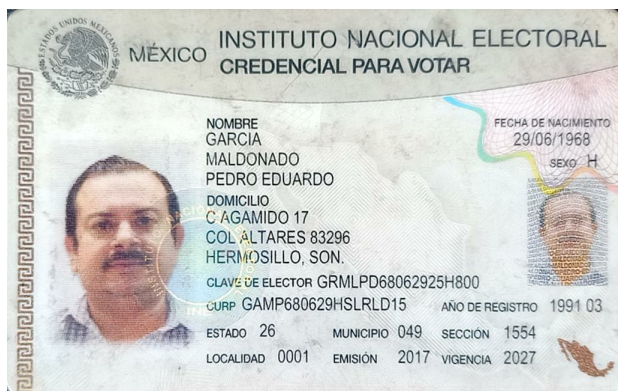 ESTADOS UNIDOS MEXICANOS
MÉXICO INSTITUTO NACIONAL ELECTORAL
CREDENCIAL PARA VOTAR
NOMBRE
GARCIA
MALDONADO
PEDRO EDUARDO
FECHA DE NACIMIENTO
29/06/1968
SEXO H
DOMICILIO
C AGAMIDO 17
COL ALTARES 83296
HERMOSILLO, SON.
CLAVE DE ELECTOR GRMLPD68062925H800
CURP GAMP680629HSLRLD15 AÑO DE REGISTRO 1991 03
ESTADO 26 MUNICIPIO 049 SECCIÓN 1554
LOCALIDAD 0001 EMISIÓN 2017 VIGENCIA 2027